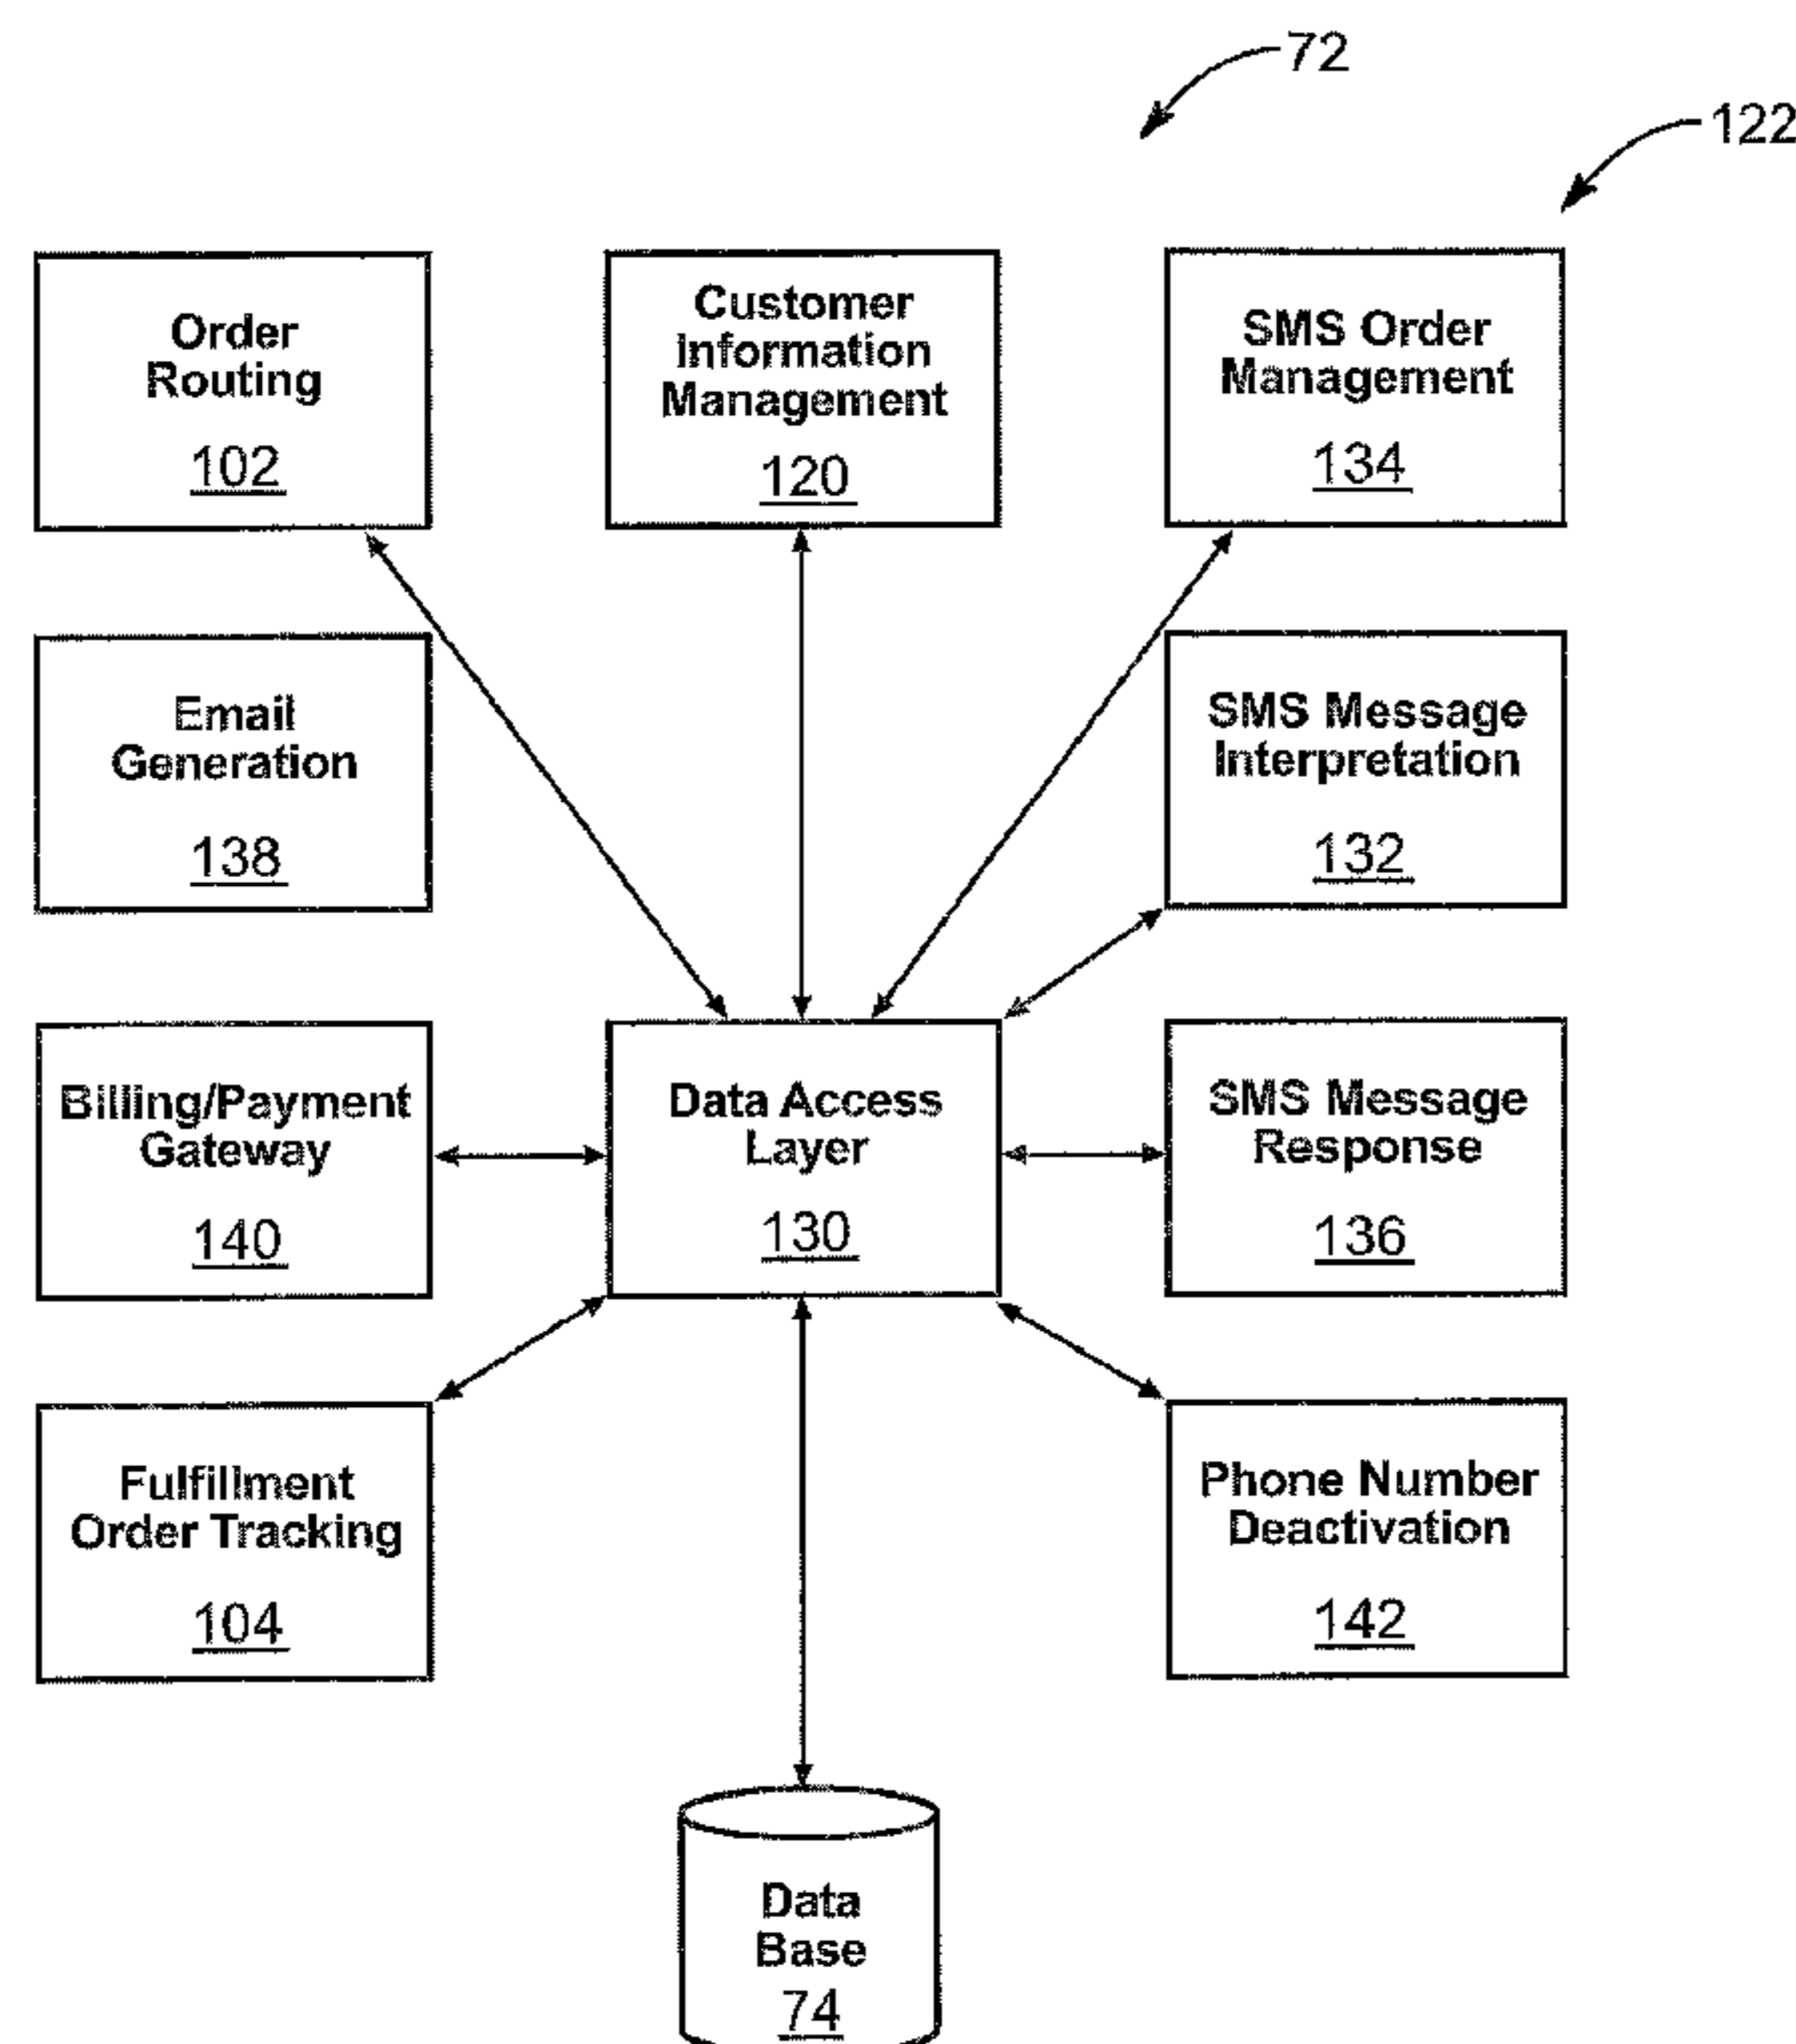 72
122
Order
Routing
102
Customer
Information
Management
120
SMS Order
Management
134
Email
Generation
138
SMS Message
Interpretation
132
Billing/Payment
Gateway
140
Data Access
Layer
130
SMS Message
Response
136
Fulfillment
Order Tracking
104
Phone Number
Deactivation
142
Data
Base
74